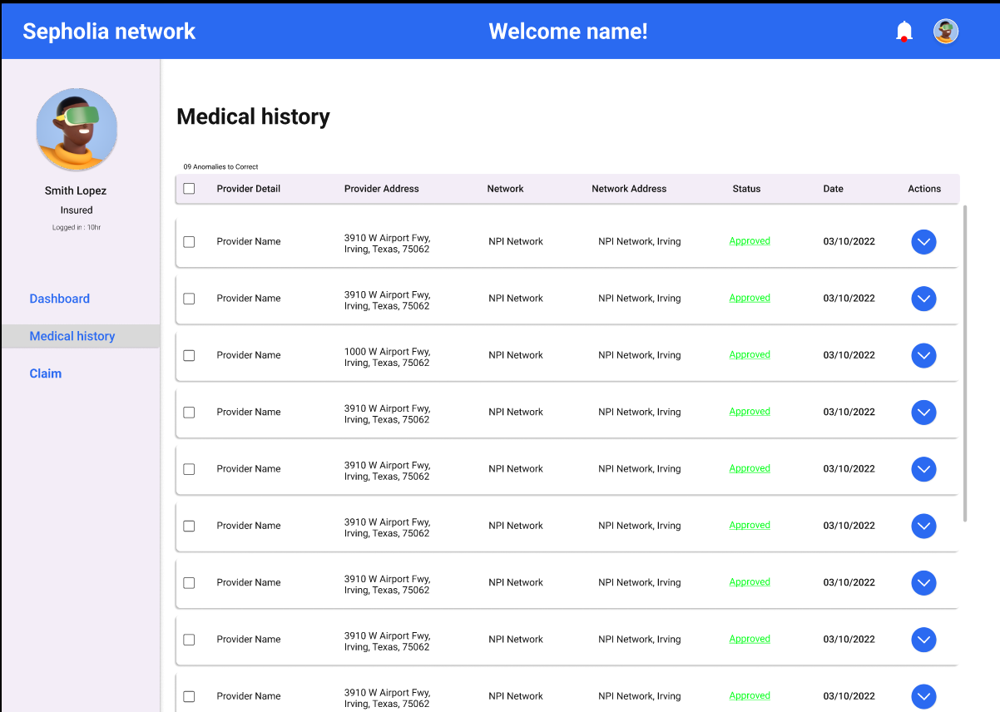 Sepholia network
Welcome name!
Smith Lopez
Insured
Logged in : 10hr
Dashboard
Medical history
Claim
Medical history
09 Anomalies to Correct
Provider Detail Provider Address Network Network Address Status Date Actions
Provider Name 3910 W Airport Fwy, NPI Network NPI Network, Irving Approved 03/10/2022
Irving, Texas, 75062
Provider Name 3910 W Airport Fwy, NPI Network NPI Network, Irving Approved 03/10/2022
Irving, Texas, 75062
Provider Name 1000 W Airport Fwy, NPI Network NPI Network, Irving Approved 03/10/2022
Irving, Texas, 75062
Provider Name 3910 W Airport Fwy, NPI Network NPI Network, Irving Approved 03/10/2022
Irving, Texas, 75062
Provider Name 3910 W Airport Fwy, NPI Network NPI Network, Irving Approved 03/10/2022
Irving, Texas, 75062
Provider Name 3910 W Airport Fwy, NPI Network NPI Network, Irving Approved 03/10/2022
Irving, Texas, 75062
Provider Name 3910 W Airport Fwy, NPI Network NPI Network, Irving Approved 03/10/2022
Irving, Texas, 75062
Provider Name 3910 W Airport Fwy, NPI Network NPI Network, Irving Approved 03/10/2022
Irving, Texas, 75062
Provider Name 3910 W Airport Fwy, NPI Network NPI Network, Irving Approved 03/10/2022
Irving, Texas, 75062